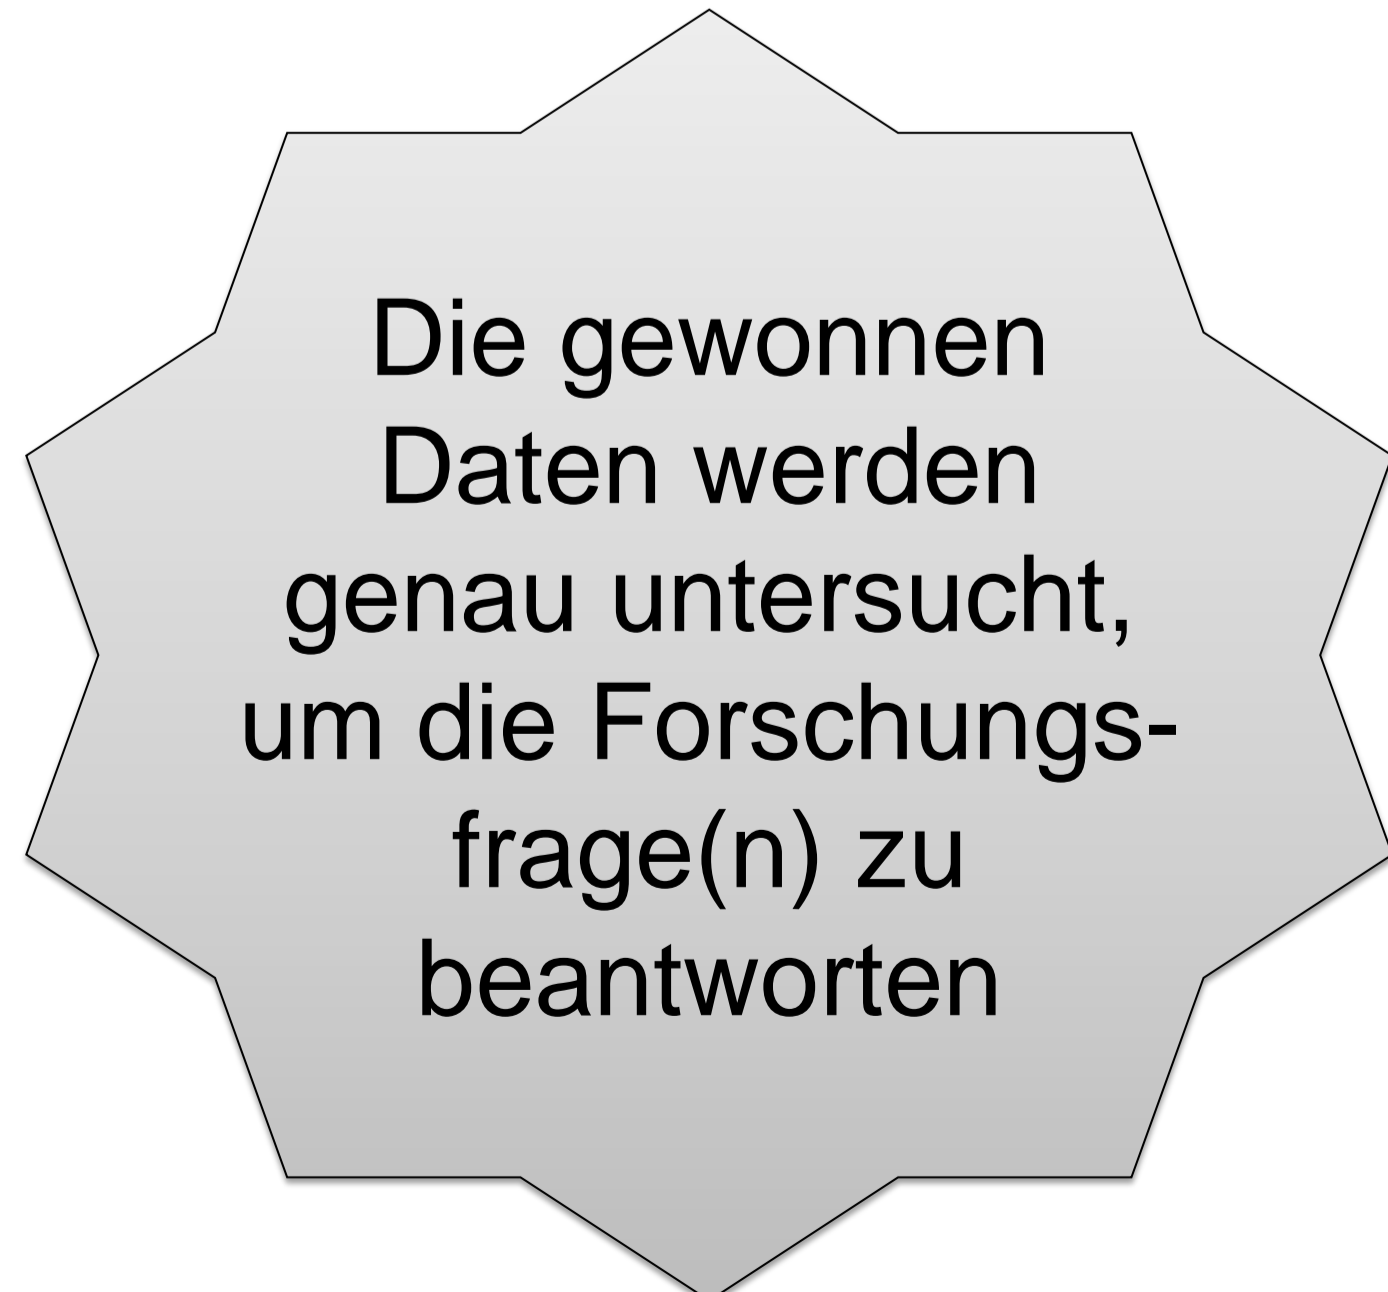 Die gewonnen
Daten werden
genau untersucht,
um die Forschungs-
frage(n) zu
beantworten